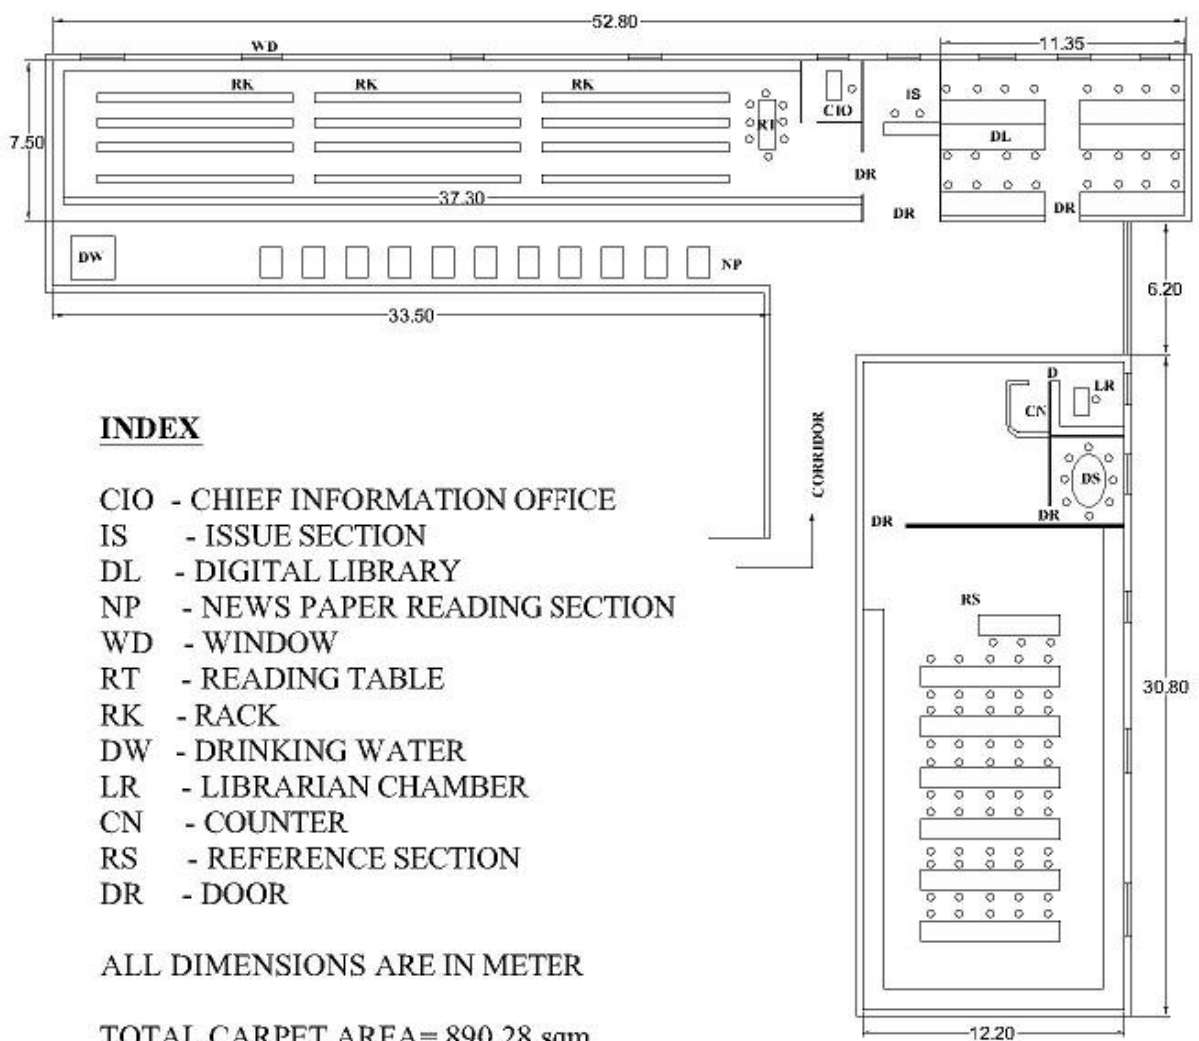 52.80
WD
11.35
RK RK RK
IS
CIO
RT
DL
7.50
DR
37.30
DR
DR
DW
NP
6.20
33.50
D
LR
CN
CORRIDOR
DS
DR
DR
RS
30.80
12.20
INDEX
CIO - CHIEF INFORMATION OFFICE
IS - ISSUE SECTION
DL - DIGITAL LIBRARY
NP - NEWS PAPER READING SECTION
WD - WINDOW
RT - READING TABLE
RK - RACK
DW - DRINKING WATER
LR - LIBRARIAN CHAMBER
CN - COUNTER
RS - REFERENCE SECTION
DR - DOOR
ALL DIMENSIONS ARE IN METER
TOTAL CARPET AREA= 890.28 sqm